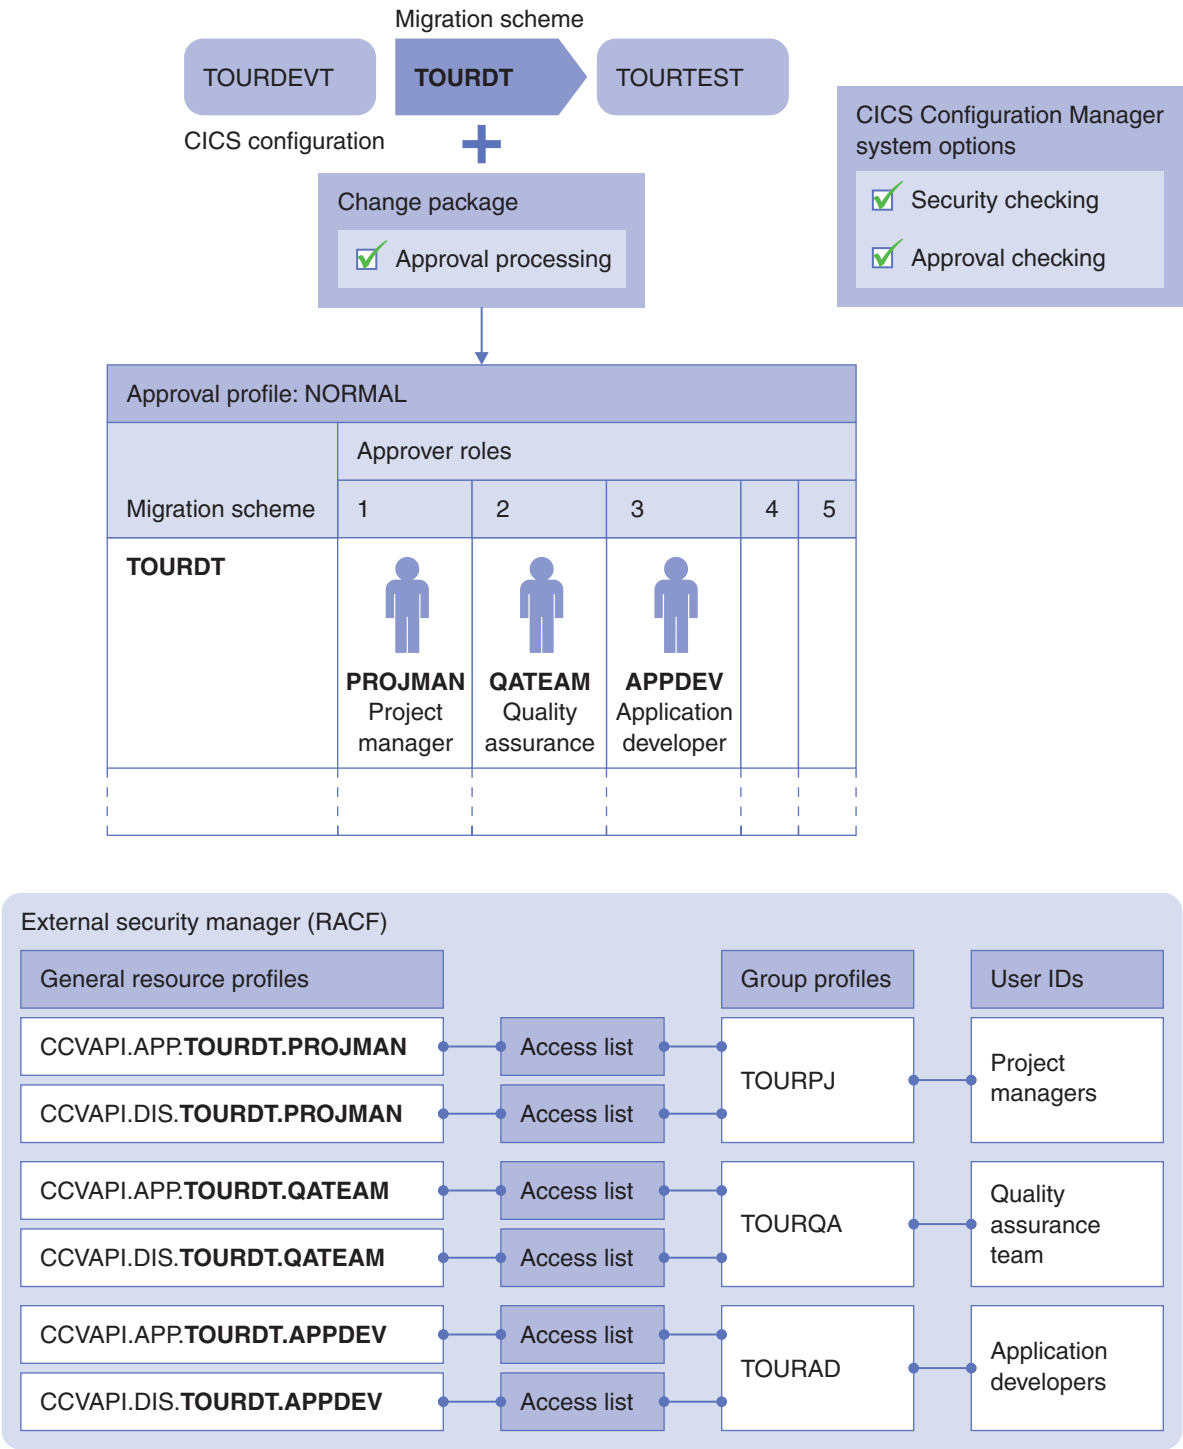 Migration scheme
TOURDEVT
TOURDT
TOURTEST
CICS configuration
CICS Configuration Manager
system options
Security checking
Approval checking
Change package
Approval processing
Approval profile: NORMAL
Approver roles
Migration scheme
1
2
3
4
5
TOURDT
PROJMAN
Project
manager
QATEAM
Quality
assurance
APPDEV
Application
developer
External security manager (RACF)
General resource profiles
Group profiles
User IDs
CCVAPI.APP.TOURDT.PROJMAN
Access list
CCVAPI.DIS.TOURDT.PROJMAN
Access list
TOURPJ
Project
managers
CCVAPI.APP.TOURDT.QATEAM
Access list
CCVAPI.DIS.TOURDT.QATEAM
Access list
TOURQA
Quality
assurance
team
CCVAPI.APP.TOURDT.APPDEV
Access list
CCVAPI.DIS.TOURDT.APPDEV
Access list
TOURAD
Application
developers